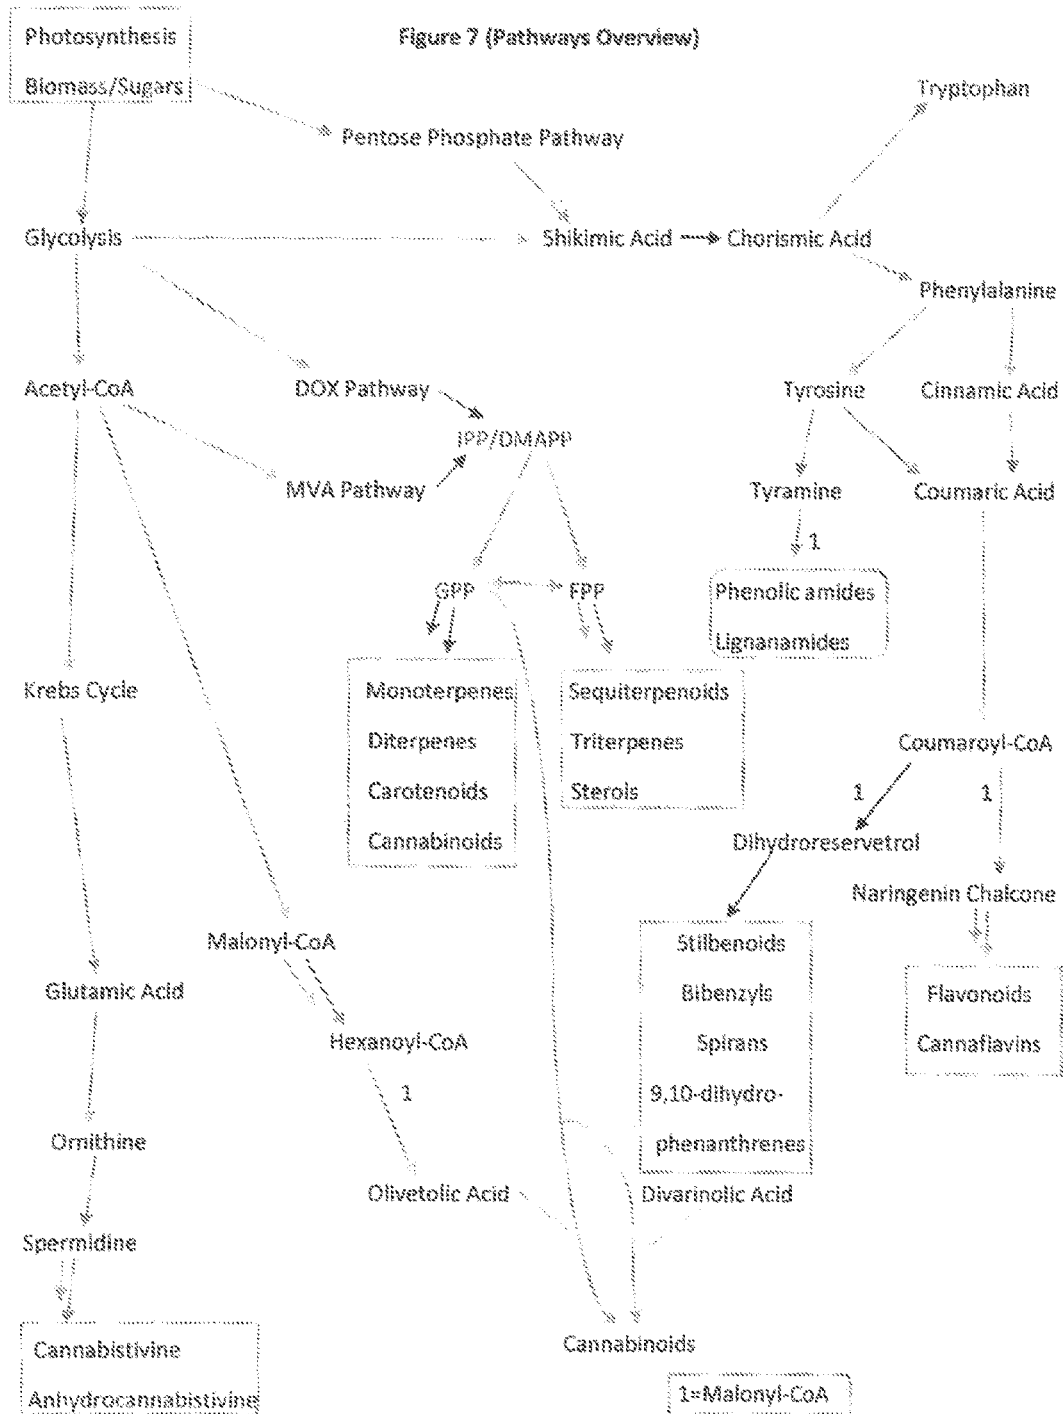 Figure 7 (Pathways Overview)
Photosynthesis
Biomass/Sugars
Tryptophan
Pentose Phosphate Pathway
Glycolysis
Shikimic Acid
Chorismic Acid
Phenylalanine
Acetyl-CoA
DOX Pathway
Tyrosine
Cinnamic Acid
IPP/DMAPP
MVA Pathway
Tyramine
Coumaric Acid
1
GPP
FPP
Phenolic amides
Lignanamides
Krebs Cycle
Monoterpenes
Diterpenes
Carotenoids
Cannabinoids
Sequiterpenoids
Triterpenes
Sterols
Coumaroyl-CoA
1
1
Dihydroreservetrol
Naringenin Chalcone
Malonyl-CoA
Stilbenoids
Bibenzyls
Spirans
9,10-dihydro-
phenanthrenes
Flavonoids
Cannaflavins
Glutamic Acid
Hexanoyl-CoA
1
Ornithine
Olivetolic Acid
Divarinolic Acid
Spermidine
Cannabistivine
Anhydrocannabistivine
Cannabinoids
1=Malonyl-CoA